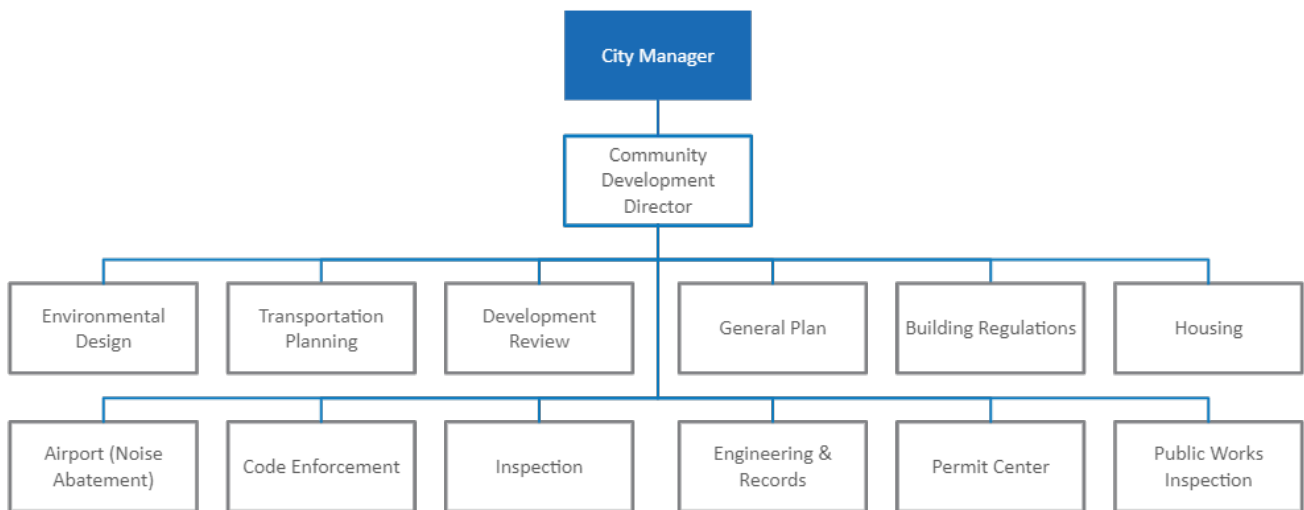 City Manager
Community
Development
Director
Environmental
Design
Transportation
Planning
Development
Review
General Plan
Building Regulations
Housing
Airport (Noise
Abatement)
Code Enforcement
Inspection
Engineering &
Records
Permit Center
Public Works
Inspection